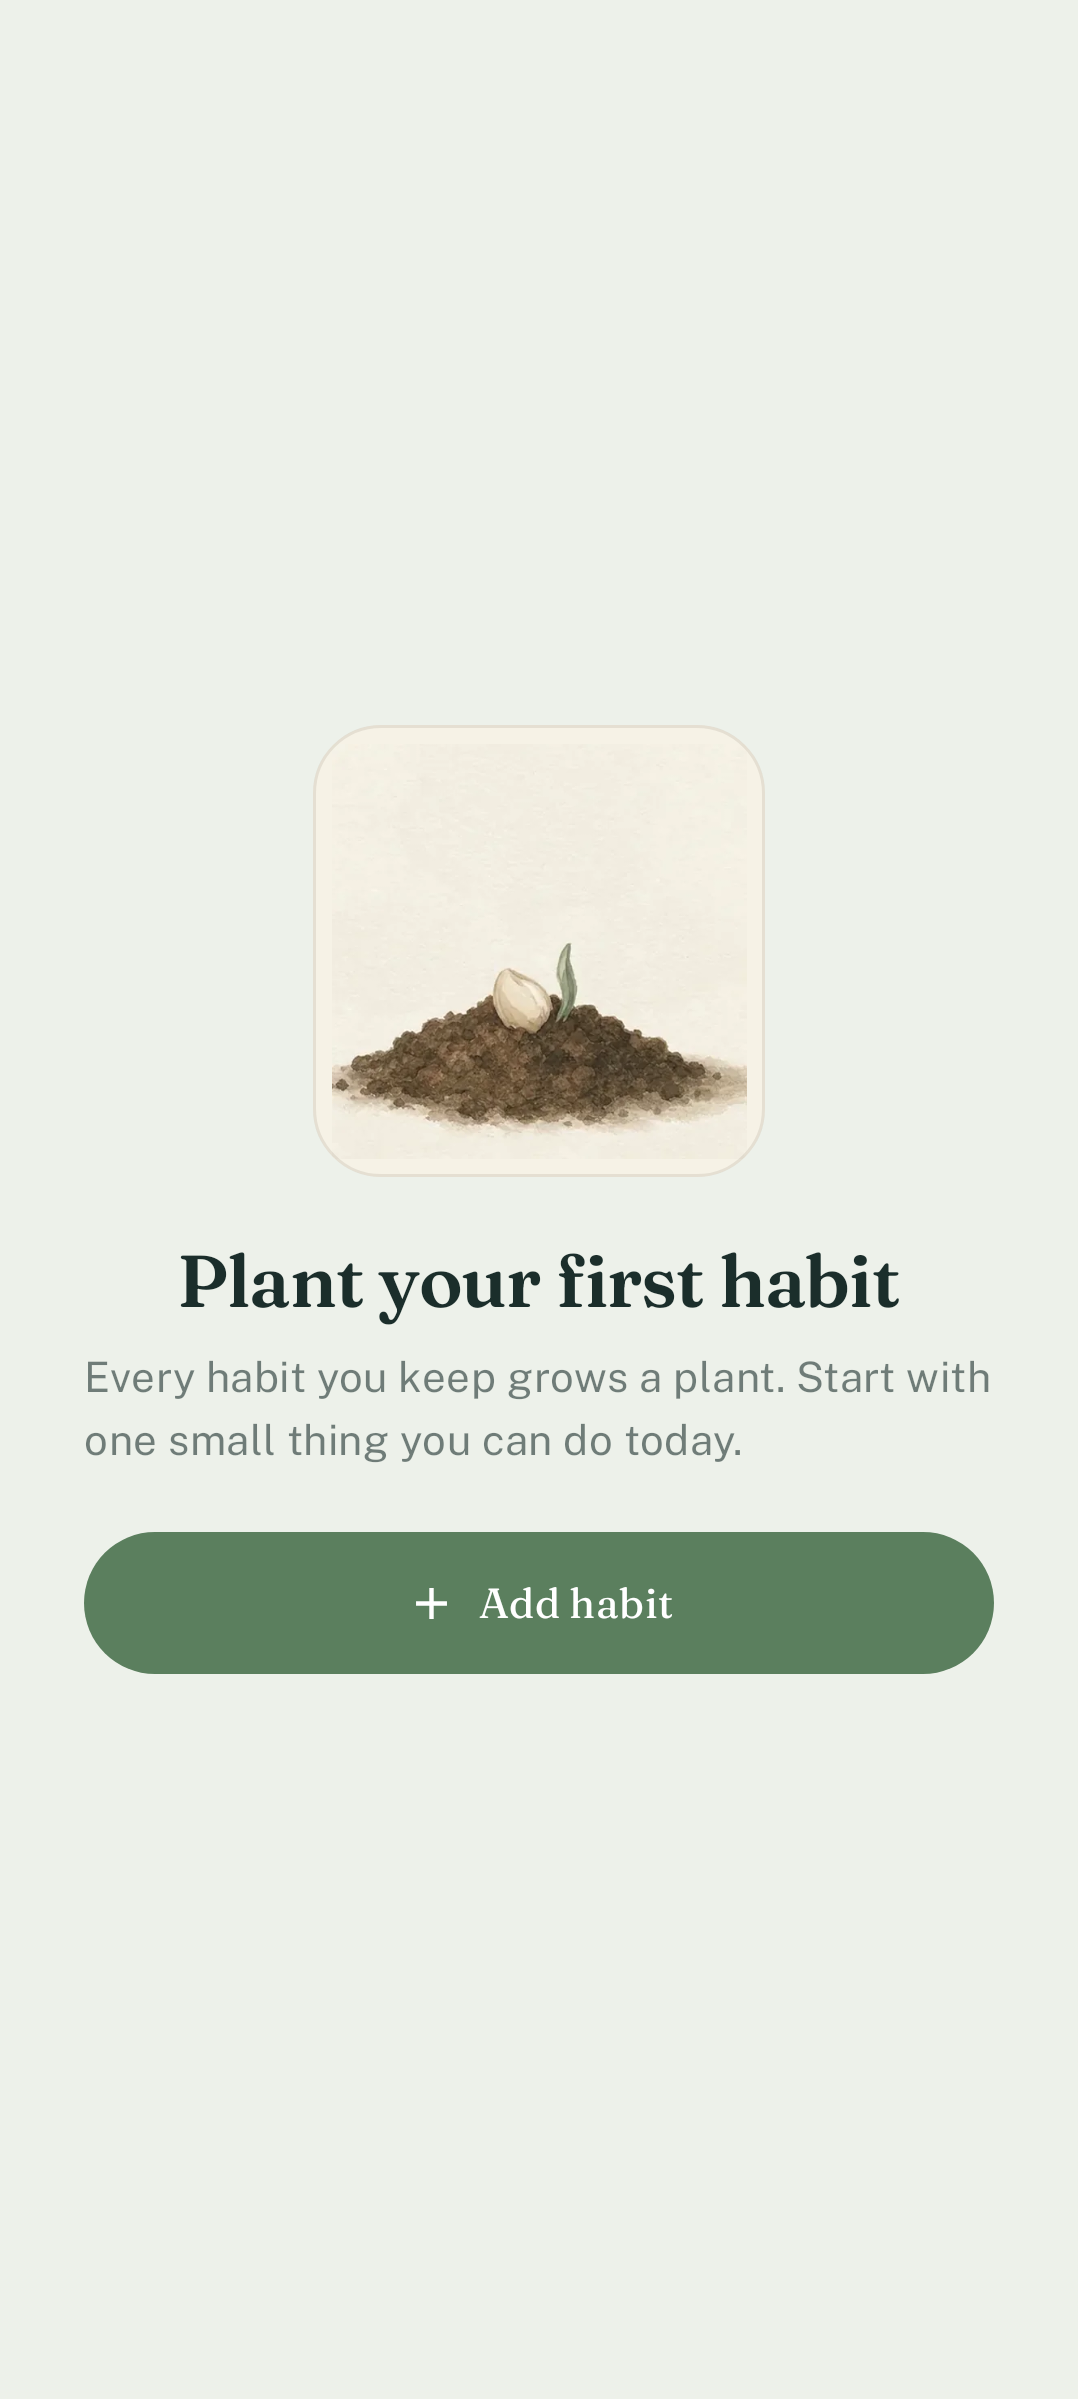 Plant your first habit
Every habit you keep grows a plant. Start with
one small thing you can do today.
+ Add habit